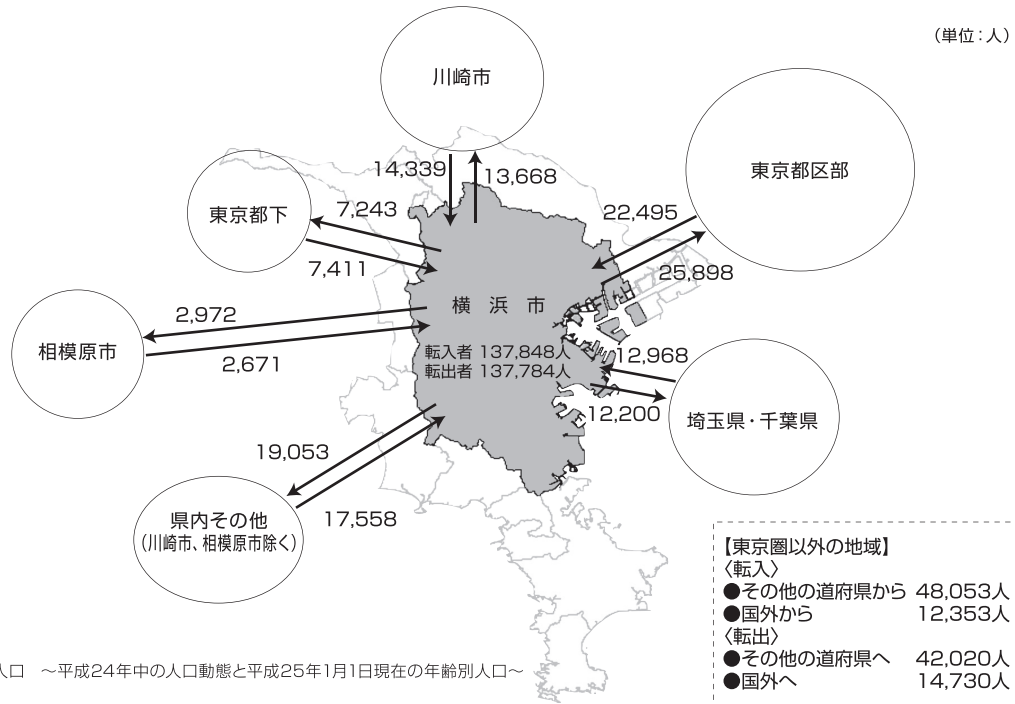 (単位：人)
川崎市
東京都区部
東京都下
14,339
13,668
7,243
7,411
22,495
25,898
横浜市
転入者 137,848人
転出者 137,784人
2,972
2,671
相模原市
12,968
12,200
埼玉県・千葉県
19,053
17,558
県内その他
(川崎市、相模原市除く)
【東京圏以外の地域】
〈転入〉
●その他の道府県から 48,053人
●国外から 12,353人
〈転出〉
●その他の道府県へ 42,020人
●国外へ 14,730人
人口 ～平成24年中の人口動態と平成25年1月1日現在の年齢別人口～